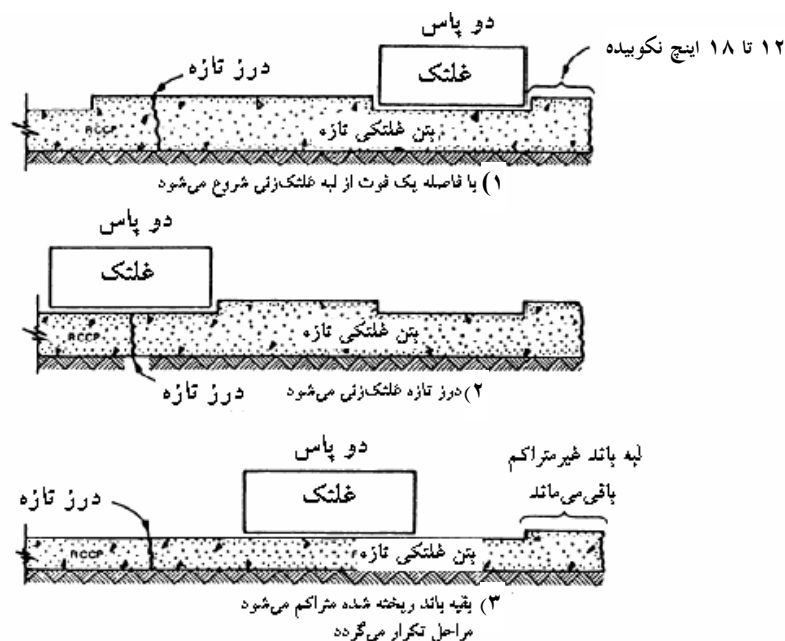 دو پاس
غلتک
۱۲ تا ۱۸ اینچ نکوبیده
درز تازه
RCCP
بتن غلتکی تازه
۱) با فاصله یک فوت از لبه غلتک‌زنی شروع می‌شود
دو پاس
غلتک
RCCP
بتن غلتکی تازه
درز تازه
۲) درز تازه غلتک‌زنی می‌شود
دو پاس
غلتک
لبه باند غیرمتراکم
باقی‌می‌ماند
درز تازه
RCCP
بتن غلتکی تازه
۳) بقیه باند ریخته شده متراکم می‌شود
مراحل تکرار می‌گردد